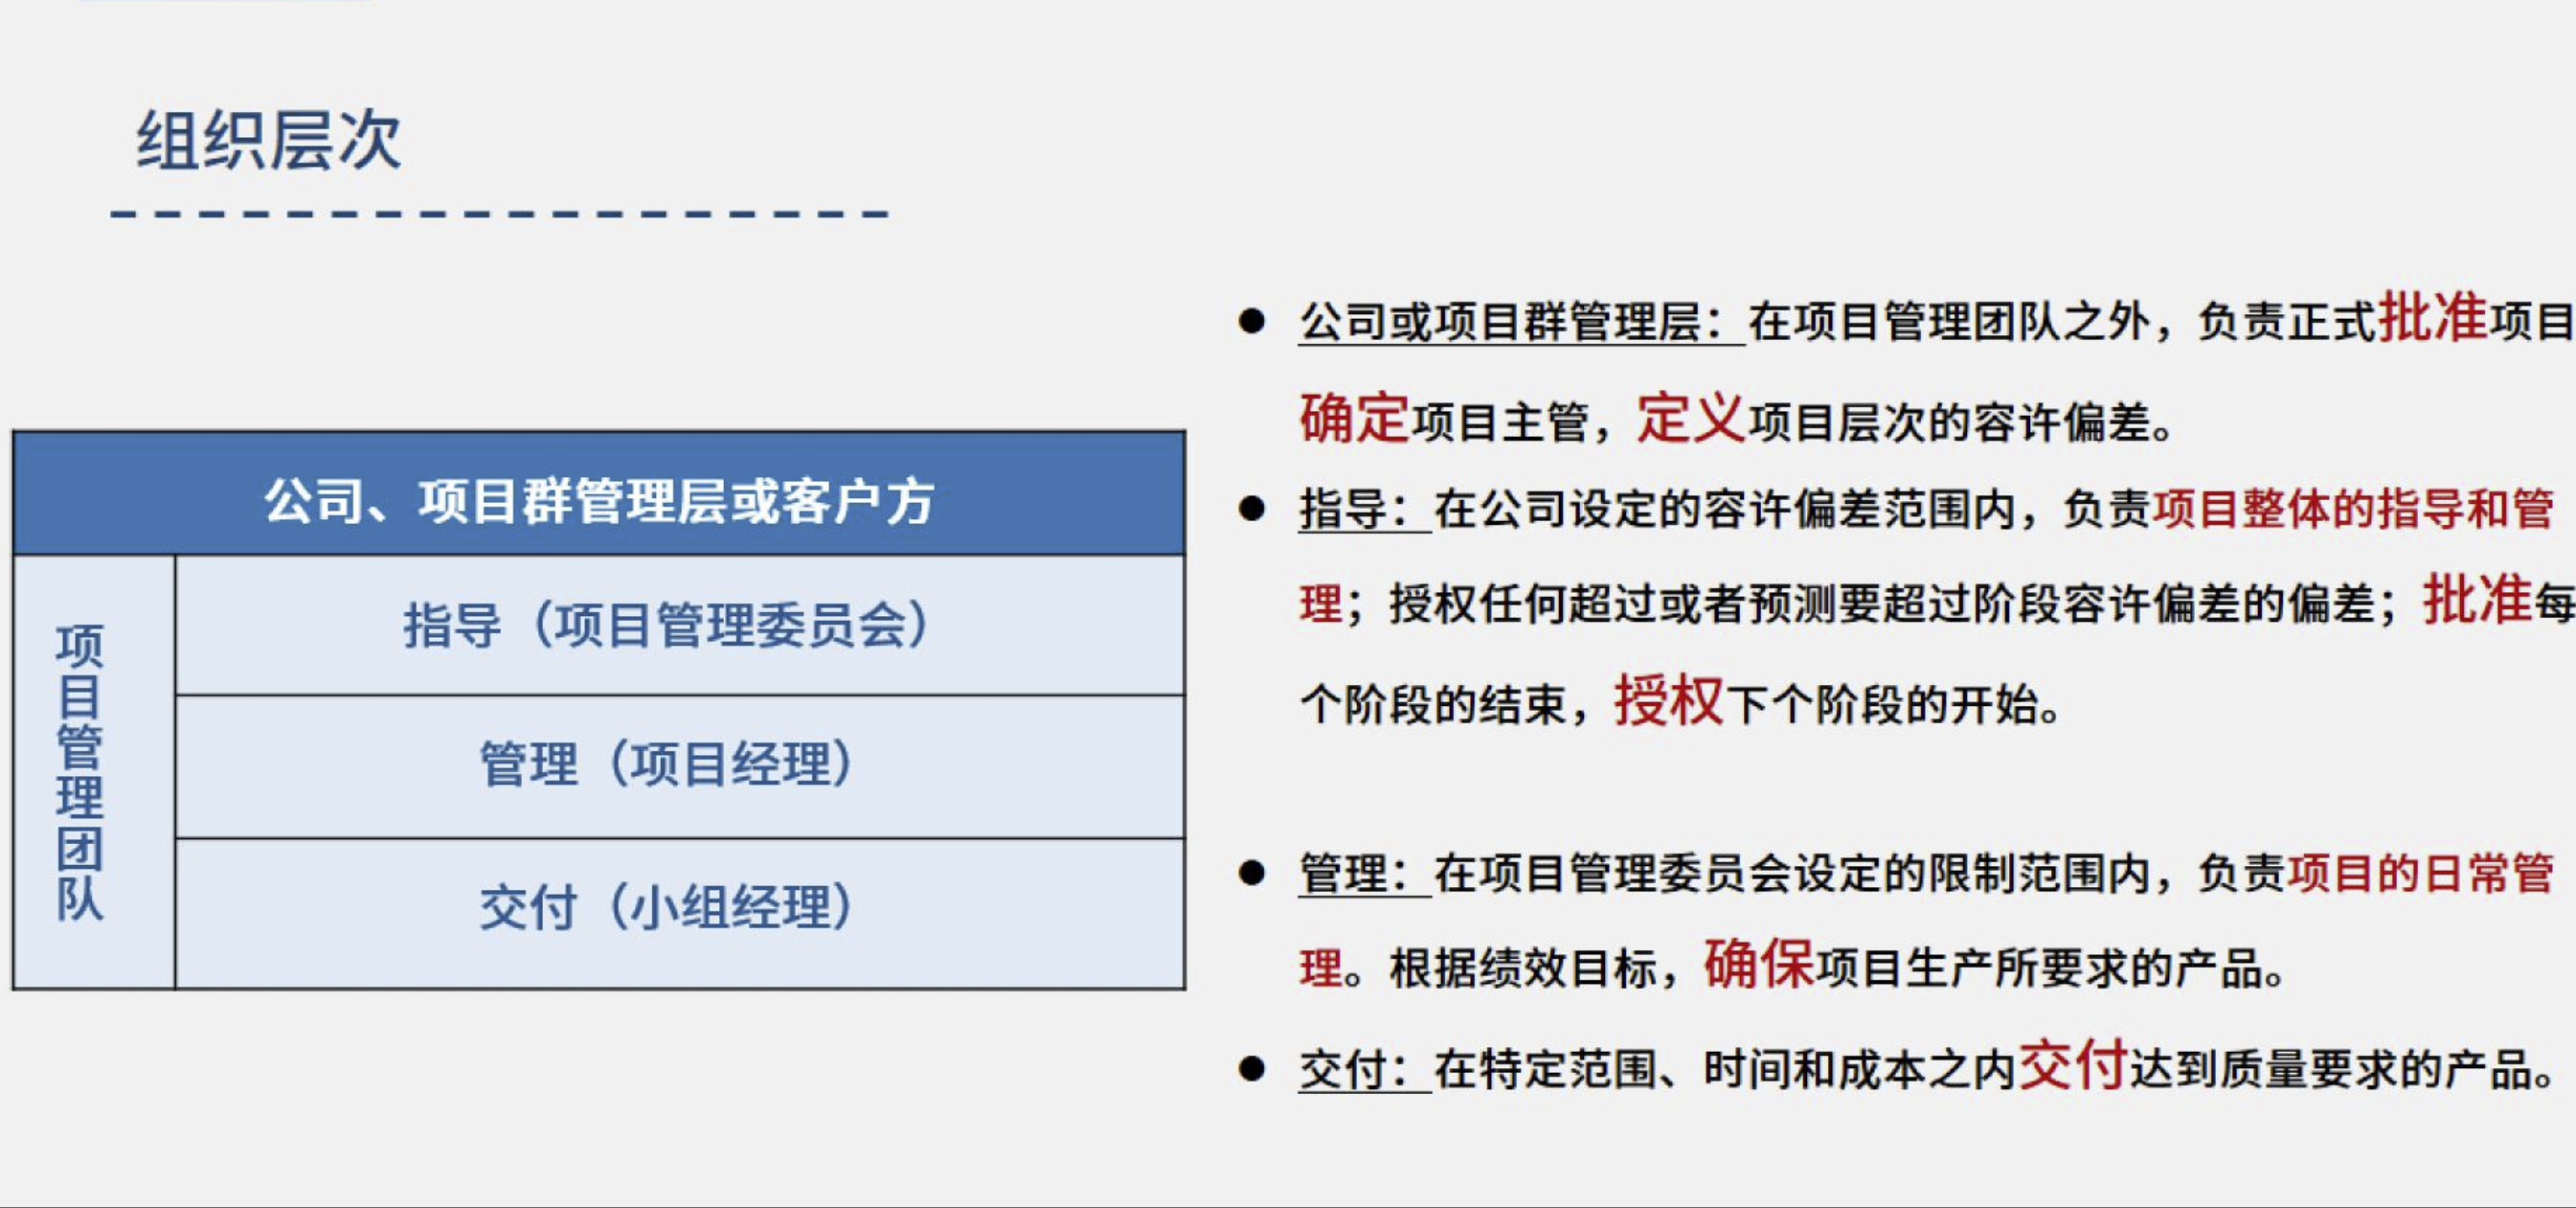 组织层次
公司、项目群管理层或客户方
项目管理团队
指导（项目管理委员会）
管理（项目经理）
交付（小组经理）
● 公司或项目群管理层：在项目管理团队之外，负责正式批准项目
确定项目主管，定义项目层次的容许偏差。
● 指导：在公司设定的容许偏差范围内，负责项目整体的指导和管
理；授权任何超过或者预测要超过阶段容许偏差的偏差；批准每
个阶段的结束，授权下个阶段的开始。
● 管理：在项目管理委员会设定的限制范围内，负责项目的日常管
理。根据绩效目标，确保项目生产所要求的产品。
● 交付：在特定范围、时间和成本之内交付达到质量要求的产品。